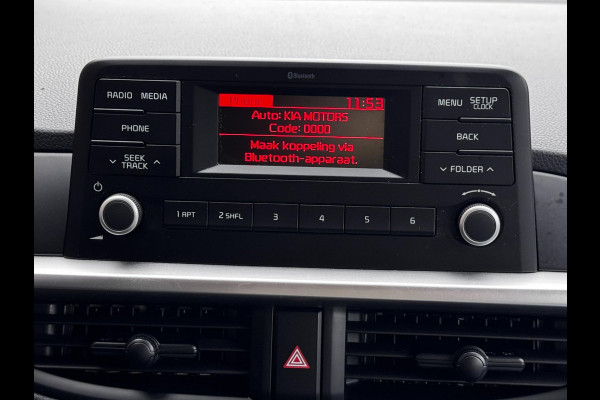 Bluetooth
RADIO MEDIA
PHONE
SEEK
TRACK
11:53
Auto: KIA MOTORS
Code: 0000
Maak koppeling via
Bluetooth-apparaat.
MENU SETUP
CLOCK
BACK
FOLDER
1 RPT 2 SHFL 3 4 5 6